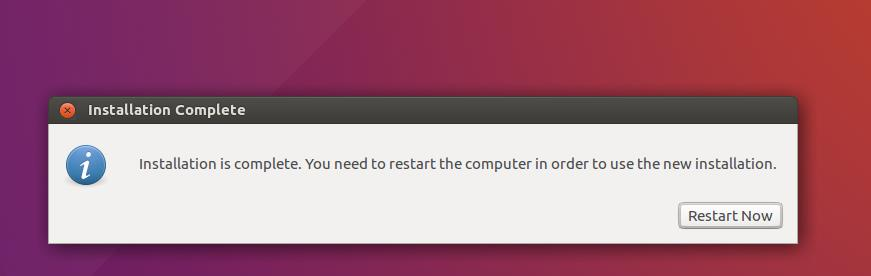 Installation Complete
Installation is complete. You need to restart the computer in order to use the new installation.
Restart Now